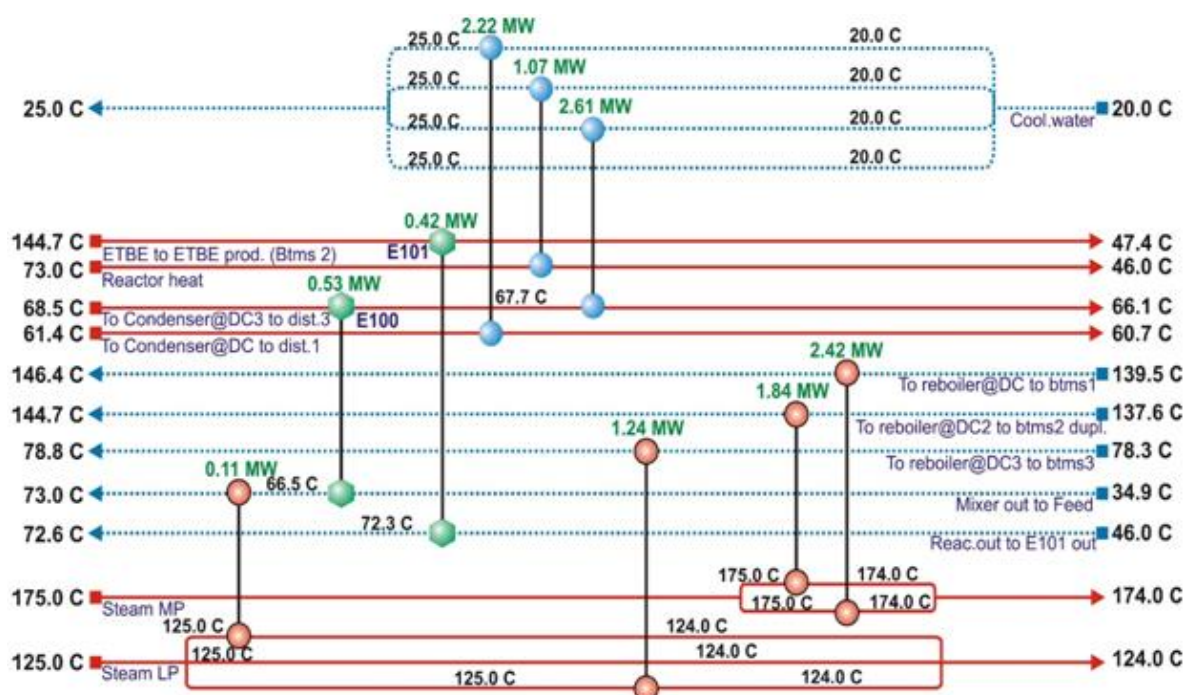 2.22 MW
25.0 C
20.0 C
1.07 MW
25.0 C
20.0 C
25.0 C
2.61 MW
20.0 C
25.0 C
Cool.water
20.0 C
25.0 C
20.0 C
25.0 C
20.0 C
0.42 MW
144.7 C
E101
47.4 C
ETBE to ETBE prod. (Btms 2)
73.0 C
46.0 C
Reactor heat
0.53 MW
67.7 C
68.5 C
E100
66.1 C
To Condenser@DC3 to dist.3
61.4 C
60.7 C
To Condenser@DC to dist.1
2.42 MW
146.4 C
139.5 C
To reboiler@DC to btms1
1.84 MW
144.7 C
137.6 C
To reboiler@DC2 to btms2 dupl.
1.24 MW
78.8 C
78.3 C
To reboiler@DC3 to btms3
0.11 MW
66.5 C
73.0 C
34.9 C
Mixer out to Feed
72.3 C
72.6 C
46.0 C
Reac.out to E101 out
175.0 C
174.0 C
175.0 C
175.0 C
174.0 C
174.0 C
Steam MP
125.0 C
124.0 C
125.0 C
124.0 C
125.0 C
124.0 C
Steam LP
125.0 C
124.0 C